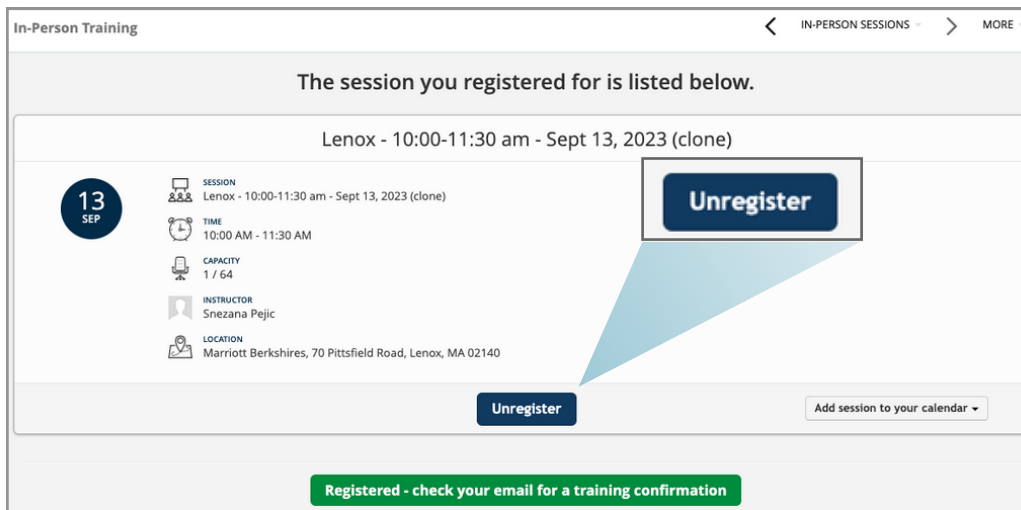 In-Person Training
IN-PERSON SESSIONS
MORE
The session you registered for is listed below.
Lenox - 10:00-11:30 am - Sept 13, 2023 (clone)
13
SEP
SESSION
Lenox - 10:00-11:30 am - Sept 13, 2023 (clone)
TIME
10:00 AM - 11:30 AM
CAPACITY
1 / 64
INSTRUCTOR
Snezana Pejic
LOCATION
Marriott Berkshires, 70 Pittsfield Road, Lenox, MA 02140
Unregister
Unregister
Add session to your calendar
Registered - check your email for a training confirmation